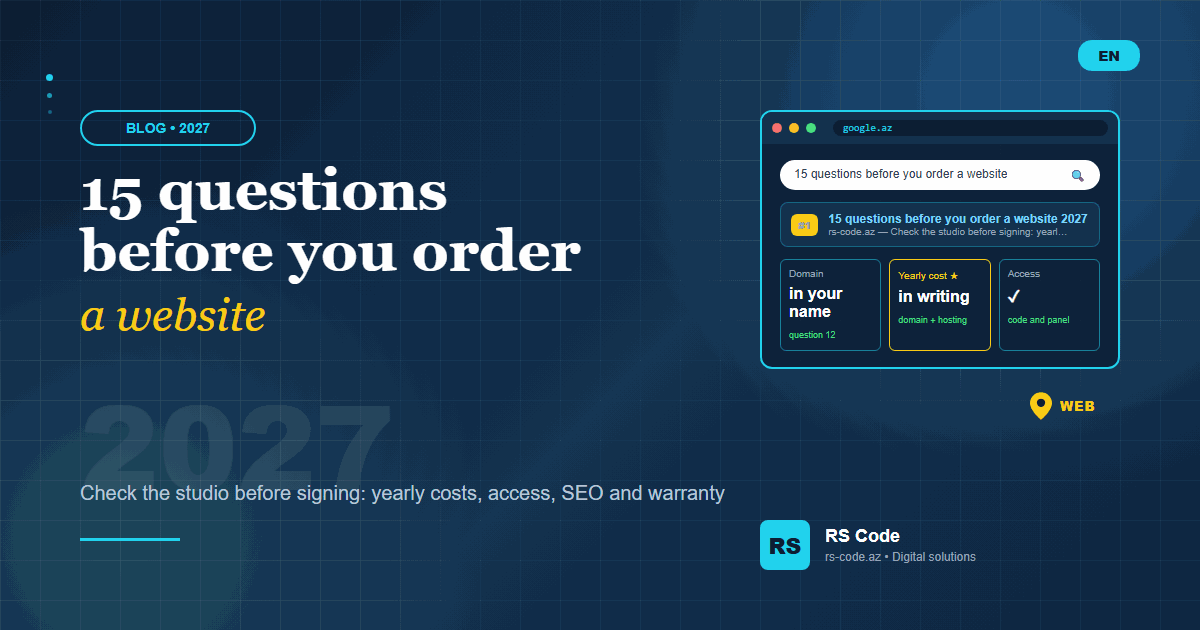 EN
BLOG • 2027
15 questions
before you order
a website
2027
Check the studio before signing: yearly costs, access, SEO and warranty
google.az
15 questions before you order a website
#1
15 questions before you order a website 2027
rs-code.az — Check the studio before signing: yearl…
Domain
in your
name
question 12
Yearly cost ★
in writing
domain + hosting
Access
✓
code and panel
WEB
RS
RS Code
rs-code.az • Digital solutions